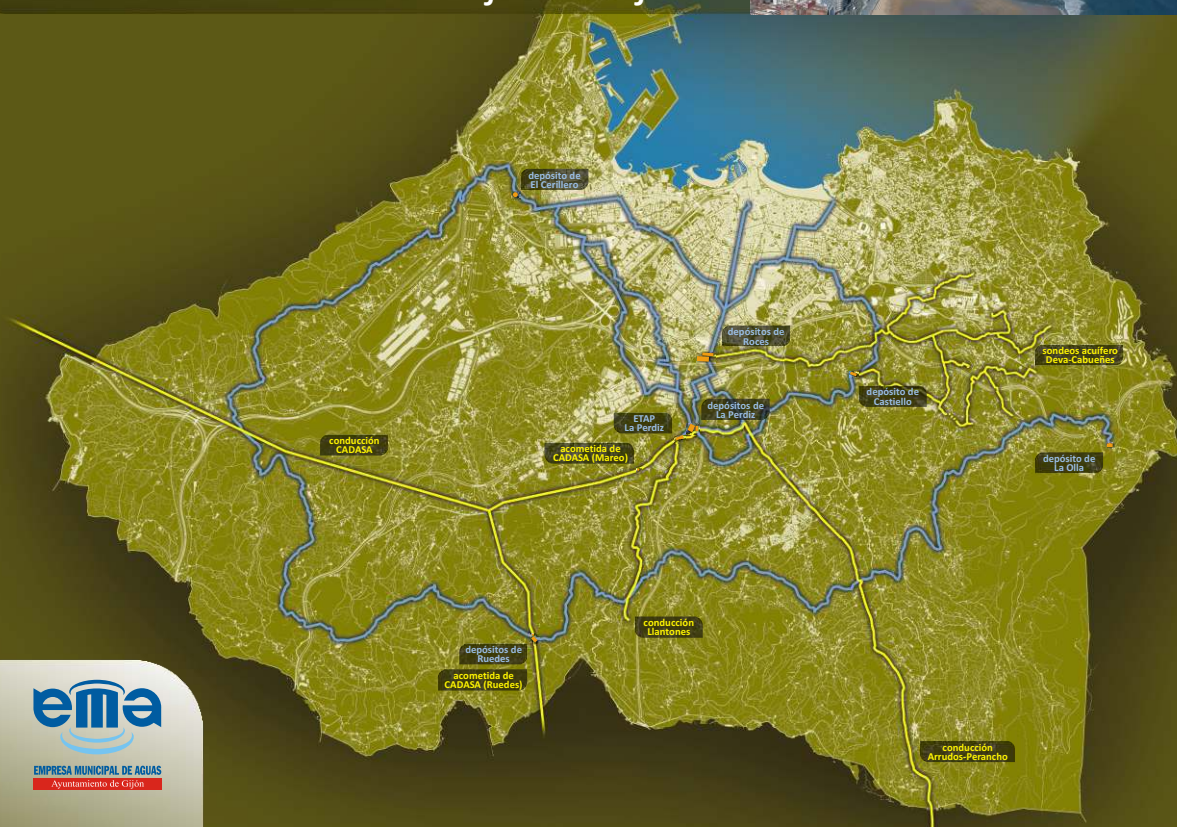 depósito de
El Cerillero
depósitos de
Roces
sondeos acuífero
Deva-Cabueñes
depósito de
Castiello
depósitos de
La Perdiz
ETAP
La Perdiz
conducción
CADASA
acometida de
CADASA (Mareo)
depósito de
La Olla
conducción
Llantones
depósitos de
Ruedes
acometida de
CADASA (Ruedes)
conducción
Arrudos-Perancho
ema
EMPRESA MUNICIPAL DE AGUAS
Ayuntamiento de Gijón